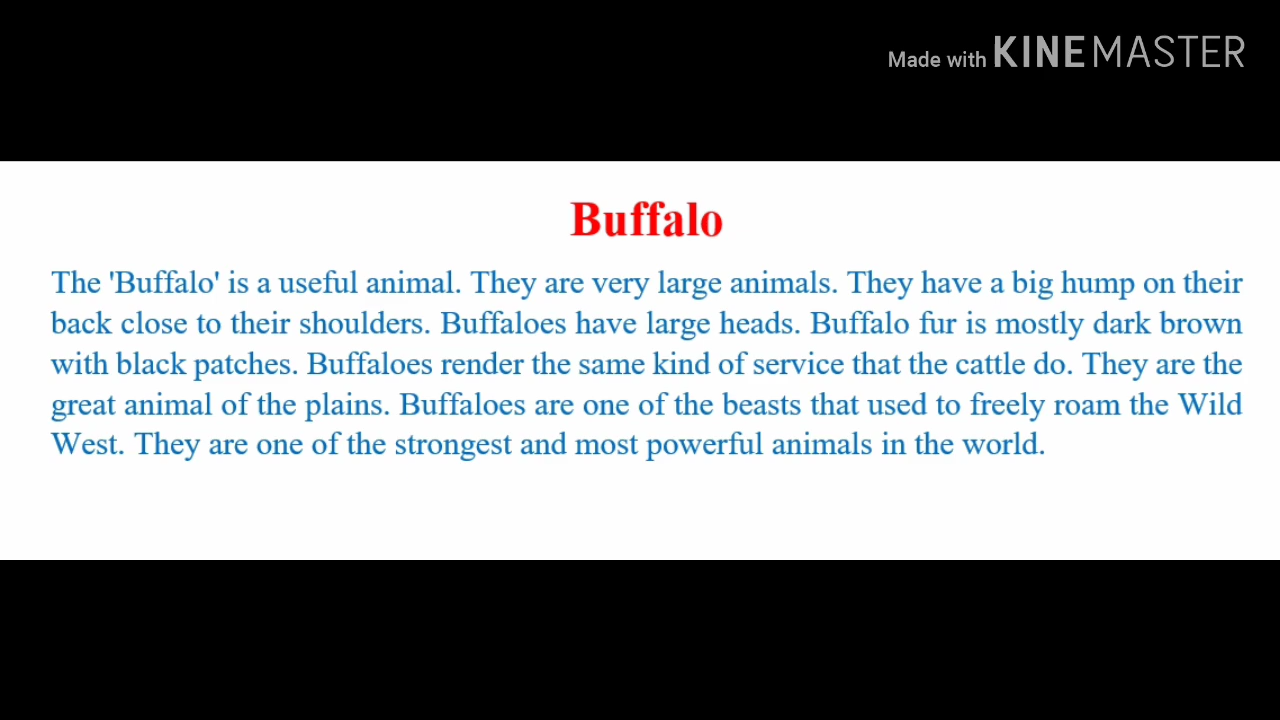 Made with KINEMASTER
Buffalo
The 'Buffalo' is a useful animal. They are very large animals. They have a big hump on their
back close to their shoulders. Buffaloes have large heads. Buffalo fur is mostly dark brown
with black patches. Buffaloes render the same kind of service that the cattle do. They are the
great animal of the plains. Buffaloes are one of the beasts that used to freely roam the Wild
West. They are one of the strongest and most powerful animals in the world.